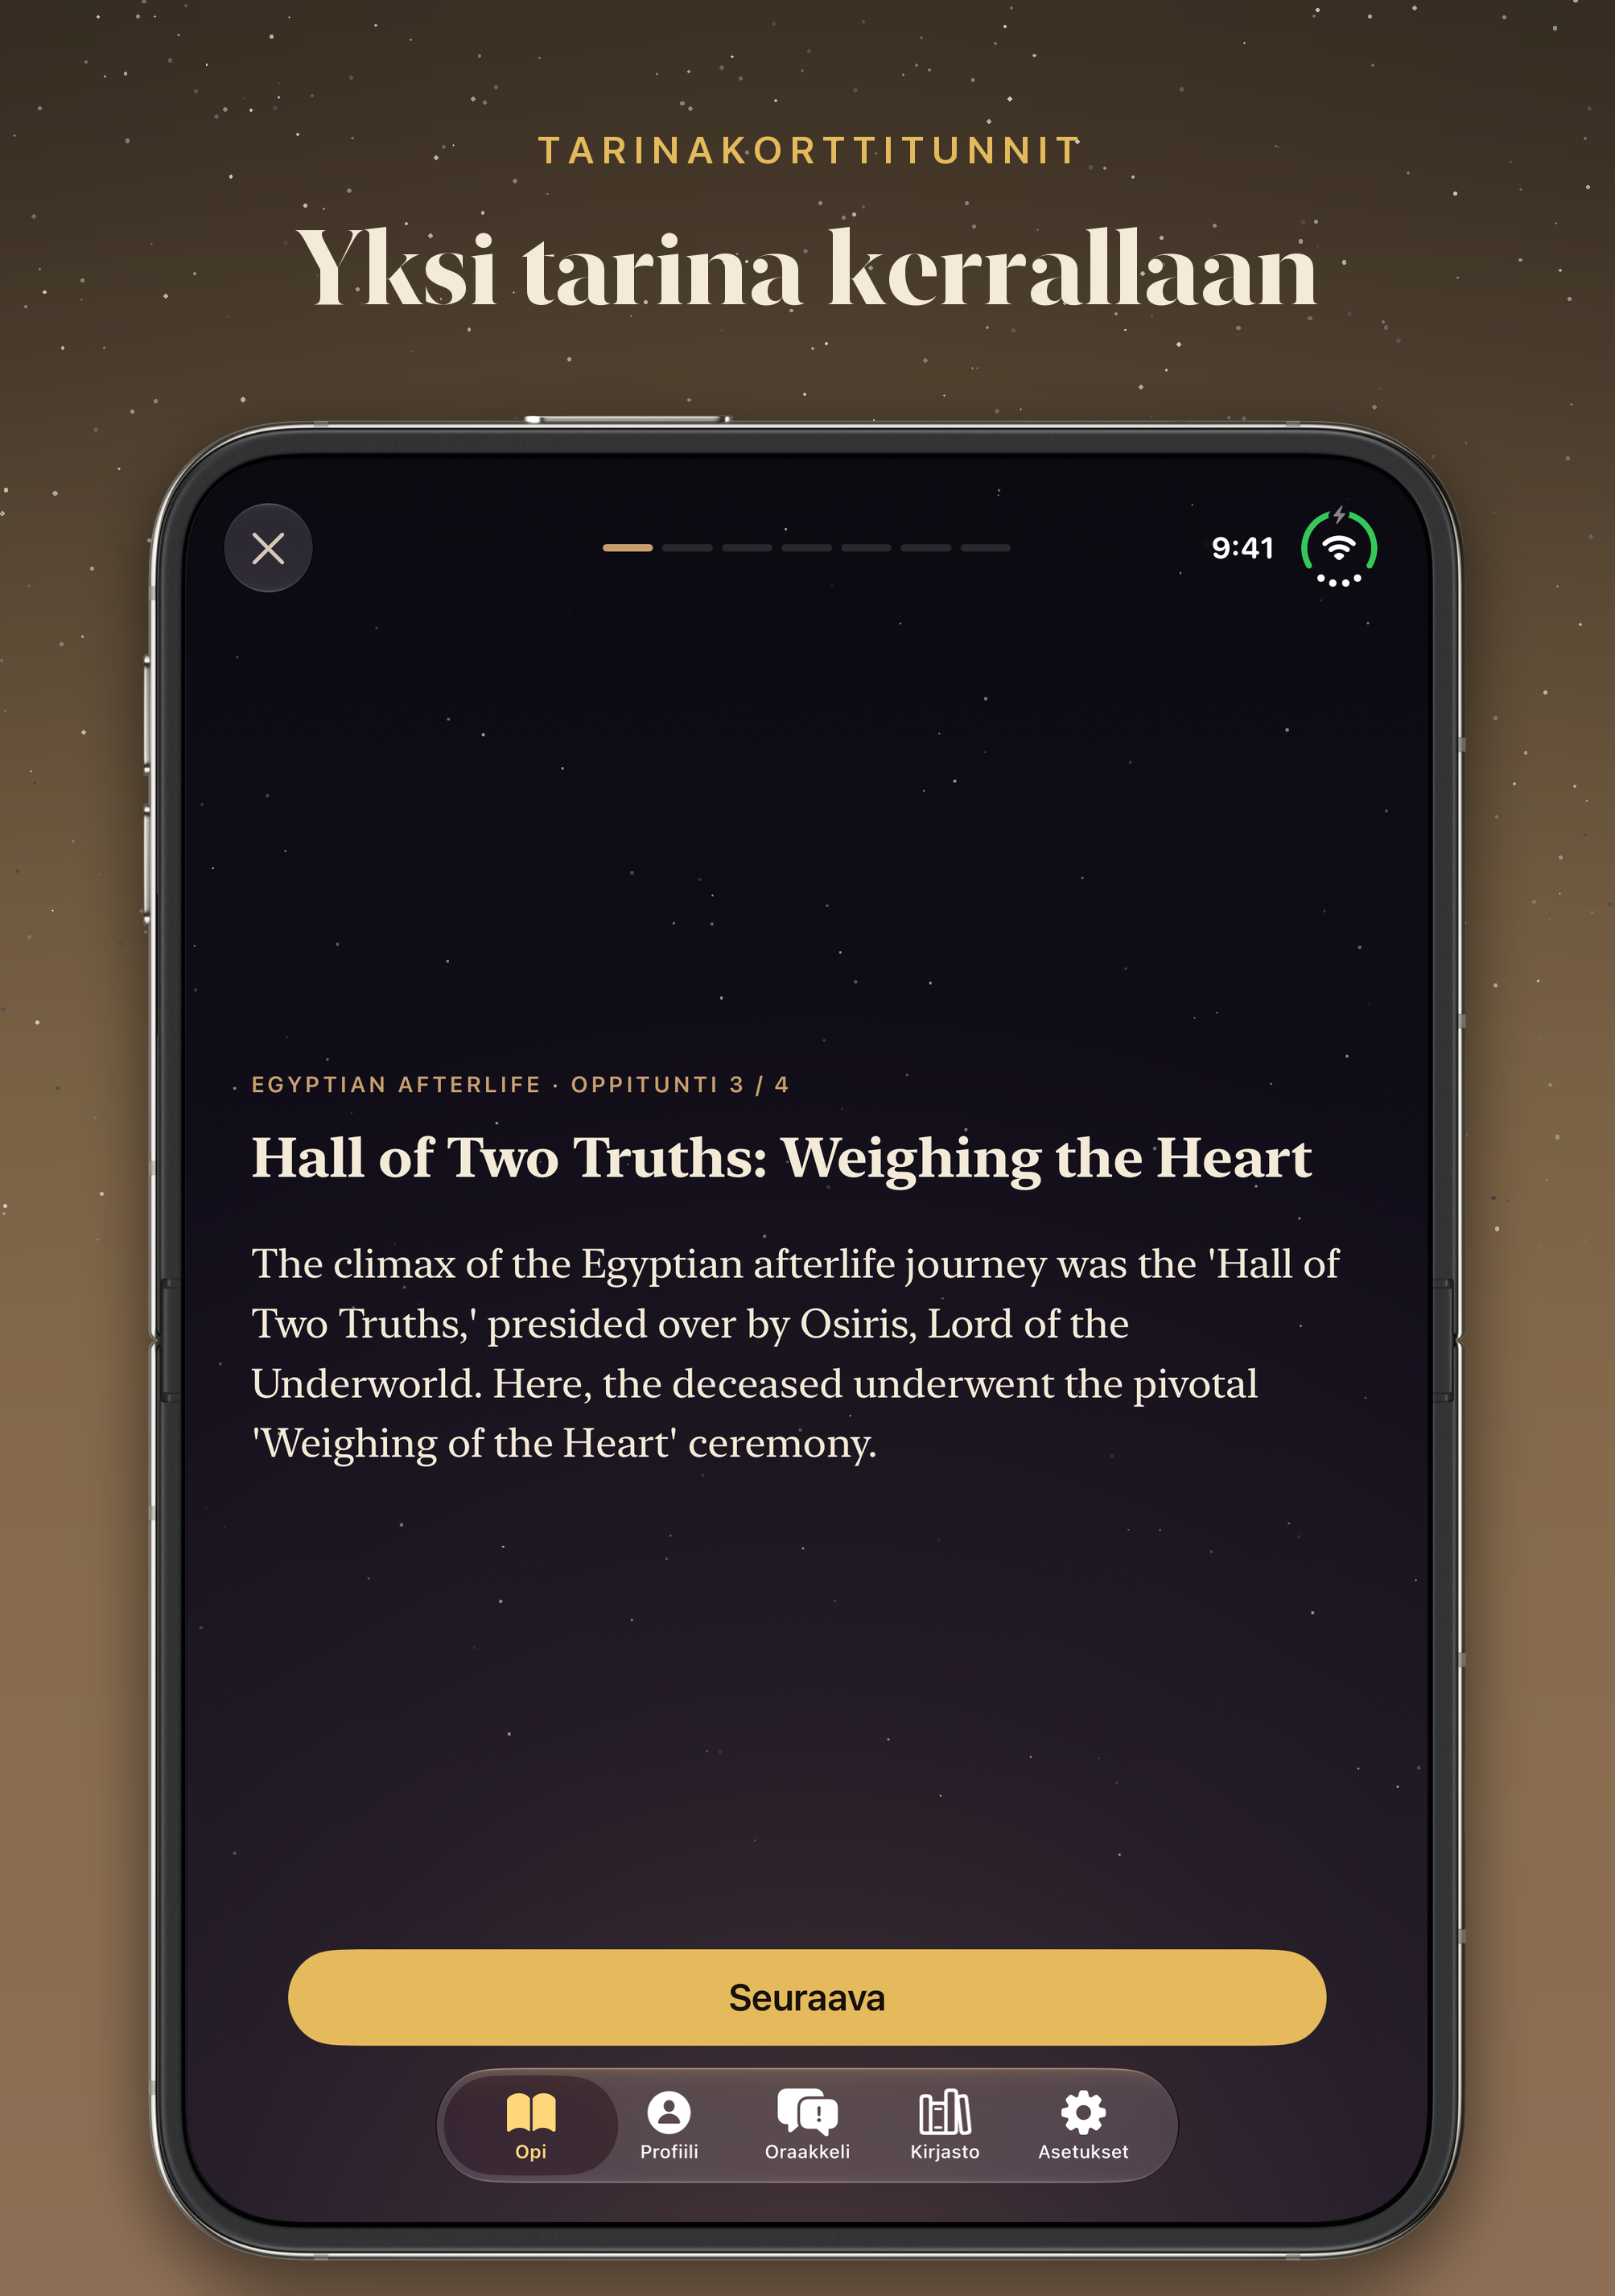 TARINAKORTTITUNNIT
Yksi tarina kerrallaan
9:41
EGYPTIAN AFTERLIFE · OPPITUNTI 3 / 4
Hall of Two Truths: Weighing the Heart
The climax of the Egyptian afterlife journey was the 'Hall of
Two Truths,' presided over by Osiris, Lord of the
Underworld. Here, the deceased underwent the pivotal
'Weighing of the Heart' ceremony.
Seuraava
Opi
Profiili
Oraakkeli
Kirjasto
Asetukset